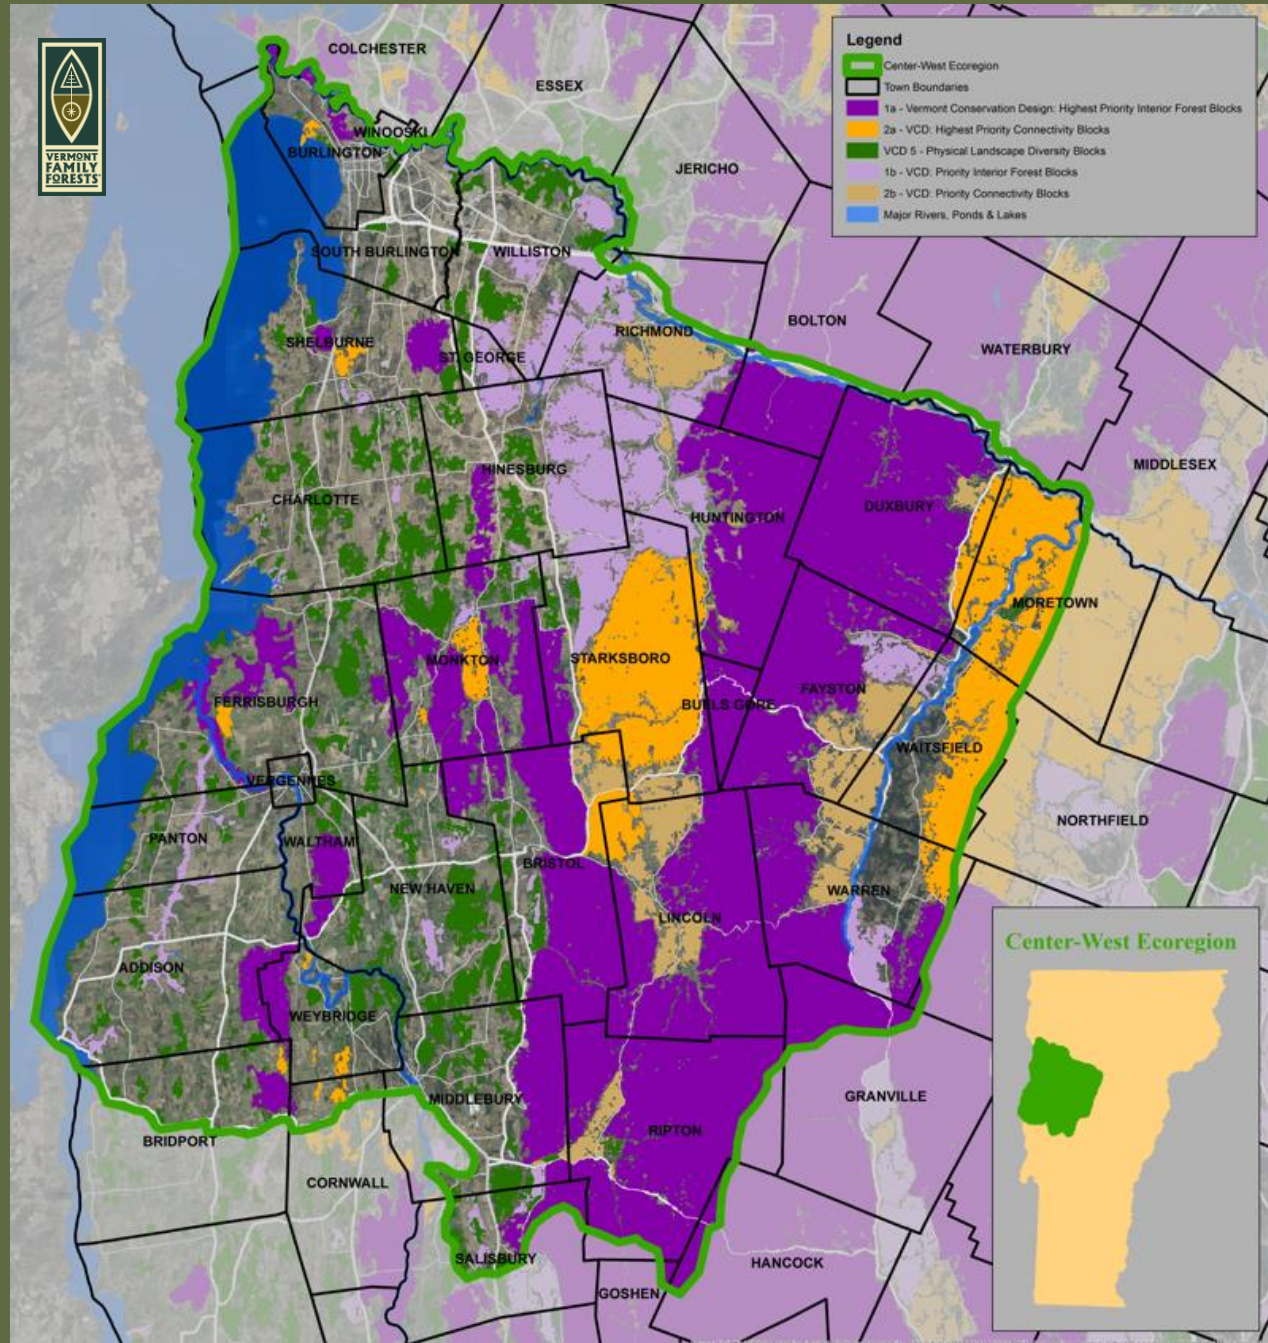 VERMONT
FAMILY
FORESTS
Legend
Center-West Ecoregion
Town Boundaries
1a - Vermont Conservation Design: Highest Priority Interior Forest Blocks
2a - VCD: Highest Priority Connectivity Blocks
VCD 5 - Physical Landscape Diversity Blocks
1b - VCD: Priority Interior Forest Blocks
2b - VCD: Priority Connectivity Blocks
Major Rivers, Ponds & Lakes
COLCHESTER
ESSEX
WINOOSKI
BURLINGTON
JERICHO
SOUTH BURLINGTON
WILLISTON
BOLTON
RICHMOND
SHELBURNE
WATERBURY
ST. GEORGE
MIDDLESEX
HINESBURG
CHARLOTTE
DUXBURY
HUNTINGTON
MORETOWN
MONKTON
STARKSBORO
FAYSTON
FERRISBURGH
BUELS GORE
WAITSFIELD
VERGENNES
NORTHFIELD
PANTON
WALTHAM
BRISTOL
NEW HAVEN
WARREN
LINCOLN
Center-West Ecoregion
ADDISON
WEYBRIDGE
MIDDLEBURY
GRANVILLE
RIPTON
BRIDPORT
CORNWALL
SALISBURY
HANCOCK
GOSHEN